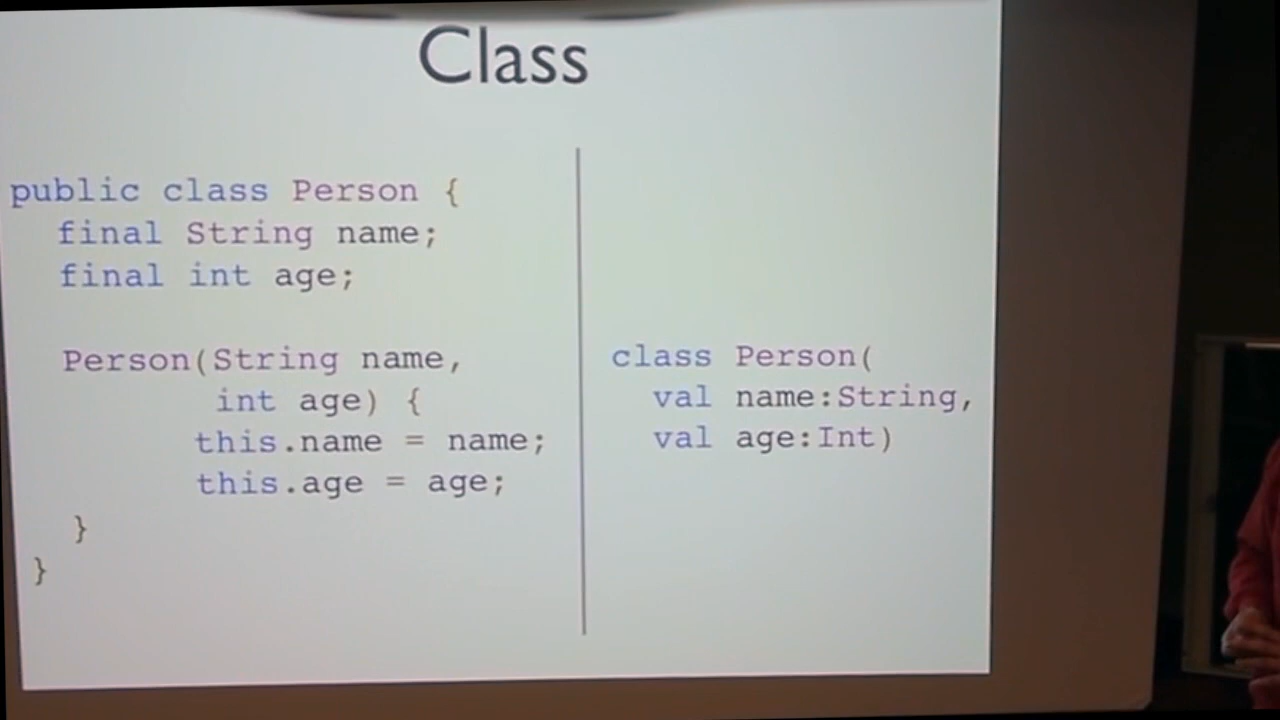 Class
public class Person {
final String name;
final int age;
Person(String name,
int age) {
this.name = name;
this.age = age;
}
}
class Person(
val name:String,
val age:Int)